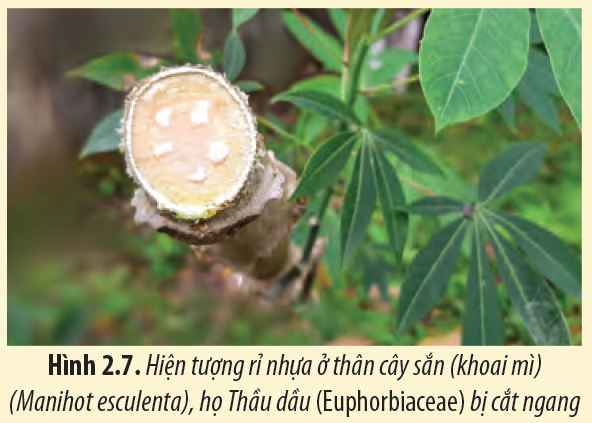 Hình 2.7. Hiện tượng rỉ nhựa ở thân cây sắn (khoai mì)
(Manihot esculenta), họ Thầu dầu (Euphorbiaceae) bị cắt ngang